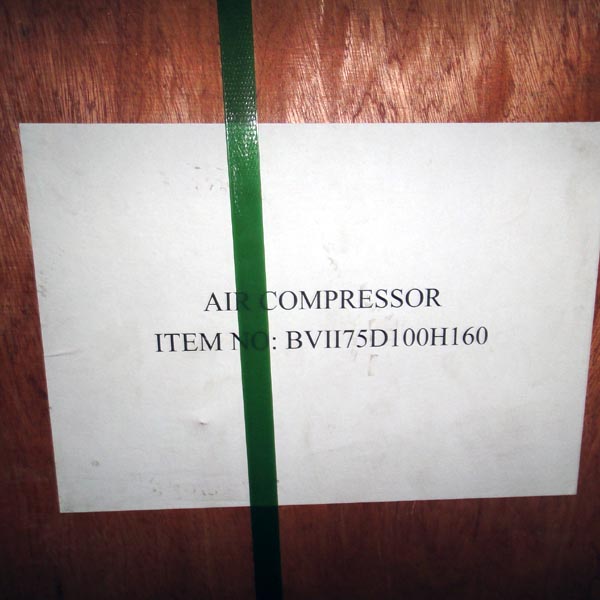 AIR COMPRESSOR
ITEM NO: BVII75D100H160